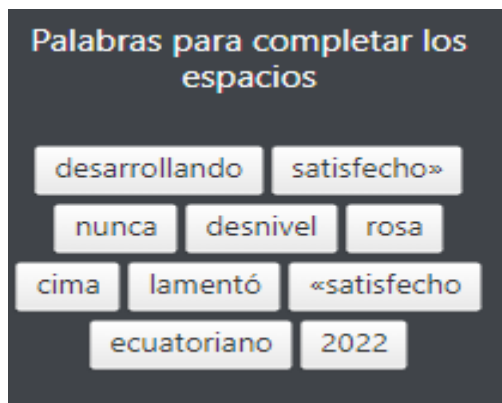 Palabras para completar los
espacios
desarrollando satisfecho»
nunca desnivel rosa
cima lamentó «satisfecho
ecuatoriano 2022